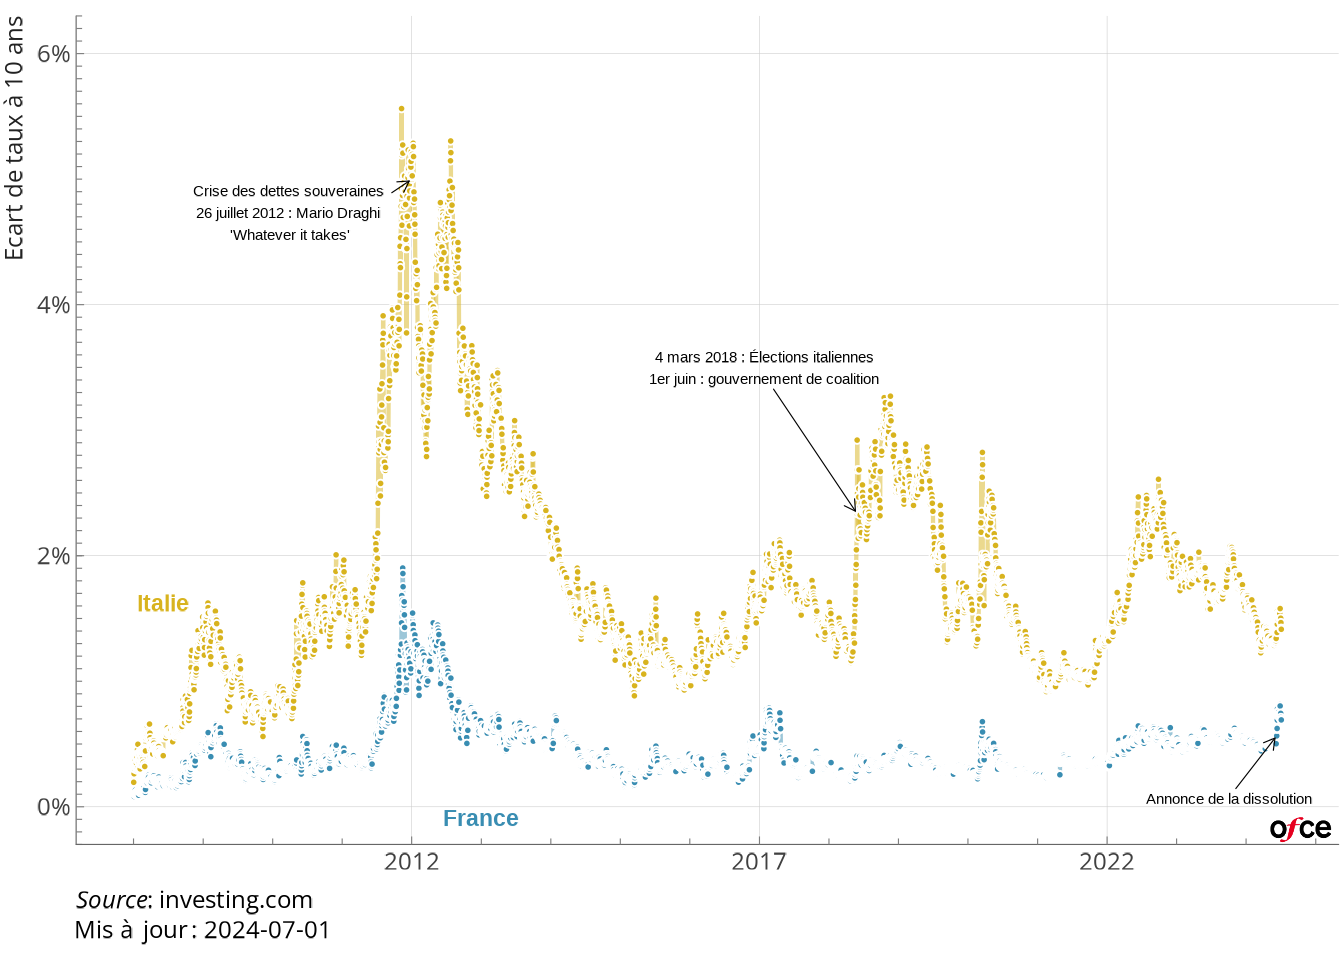 Ecart de taux à 10 ans
6%
4%
2%
0%
Crise des dettes souveraines
26 juillet 2012 : Mario Draghi
'Whatever it takes'
4 mars 2018 : Élections italiennes
1er juin : gouvernement de coalition
Italie
France
Annonce de la dissolution
ofce
2012
2017
2022
Source: investing.com
Mis à jour : 2024-07-01